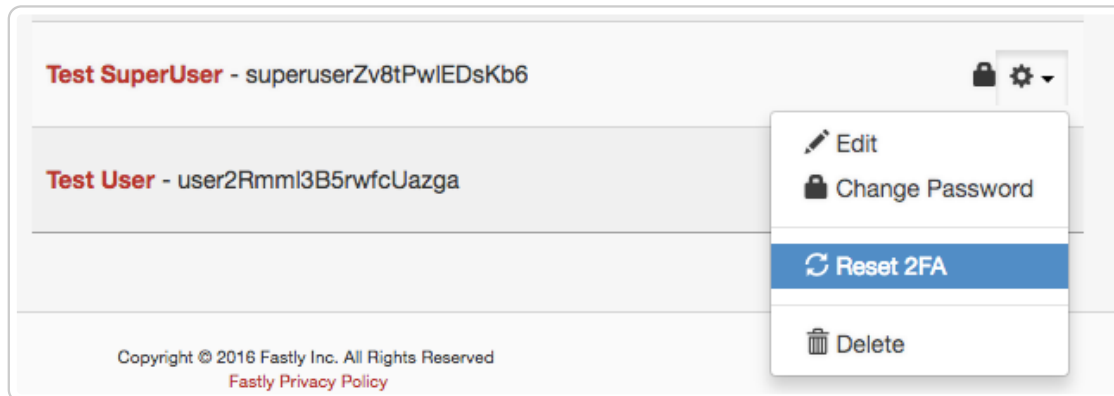 Test SuperUser - superuserZv8tPwlEDsKb6
Edit
Change Password
Test User - user2Rmml3B5rwfcUazga
Reset 2FA
Delete
Copyright © 2016 Fastly Inc. All Rights Reserved
Fastly Privacy Policy